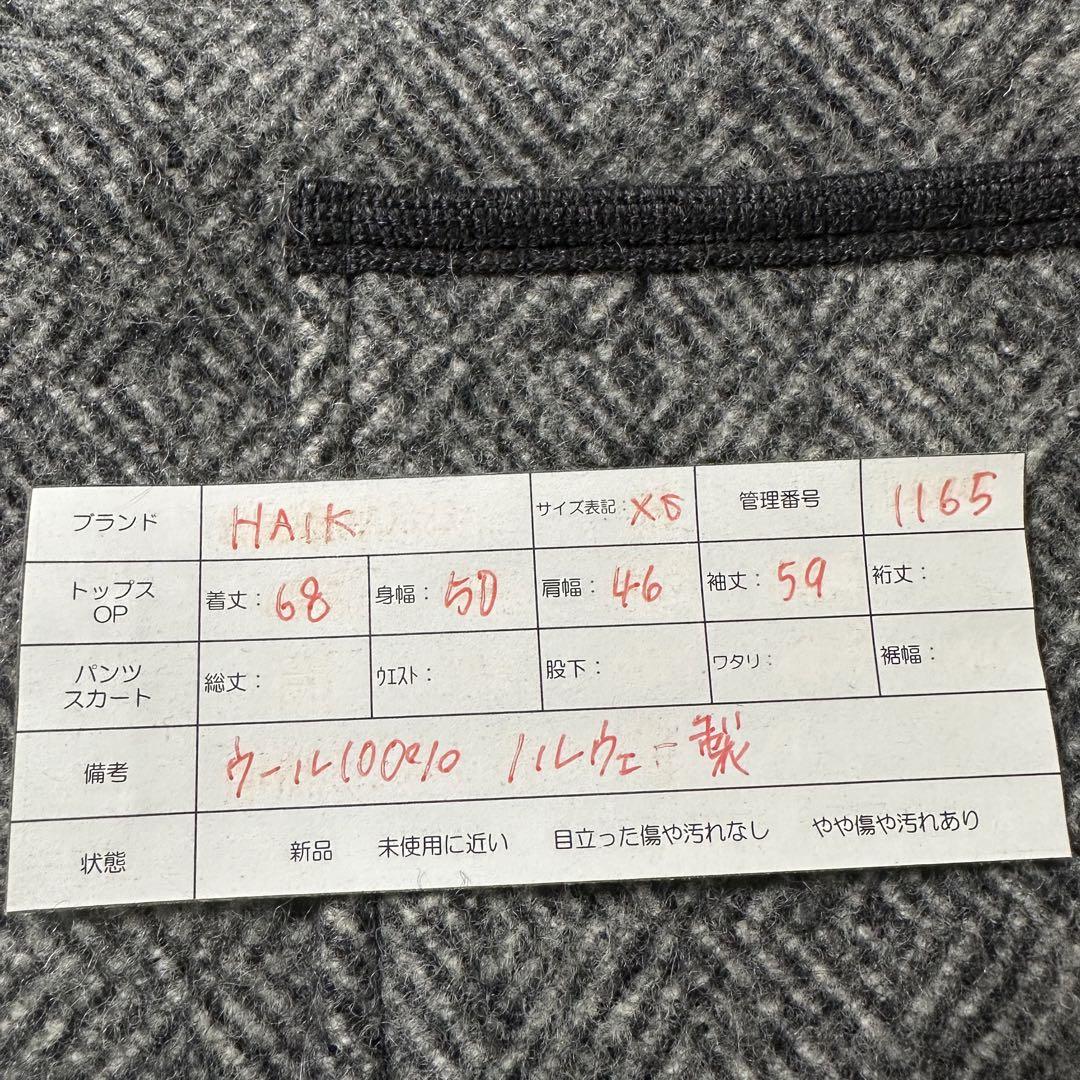 ブランド HAIK サイズ表記：XS 管理番号 1165
トップス
OP
着丈：68 身幅：50 肩幅：46 袖丈：59 裄丈：
パンツ
スカート
総丈： ｳｴｽﾄ： 股下： ワタリ： 裾幅：
備考 ウール100% ノルウェー製
状態 新品 未使用に近い 目立った傷や汚れなし やや傷や汚れあり